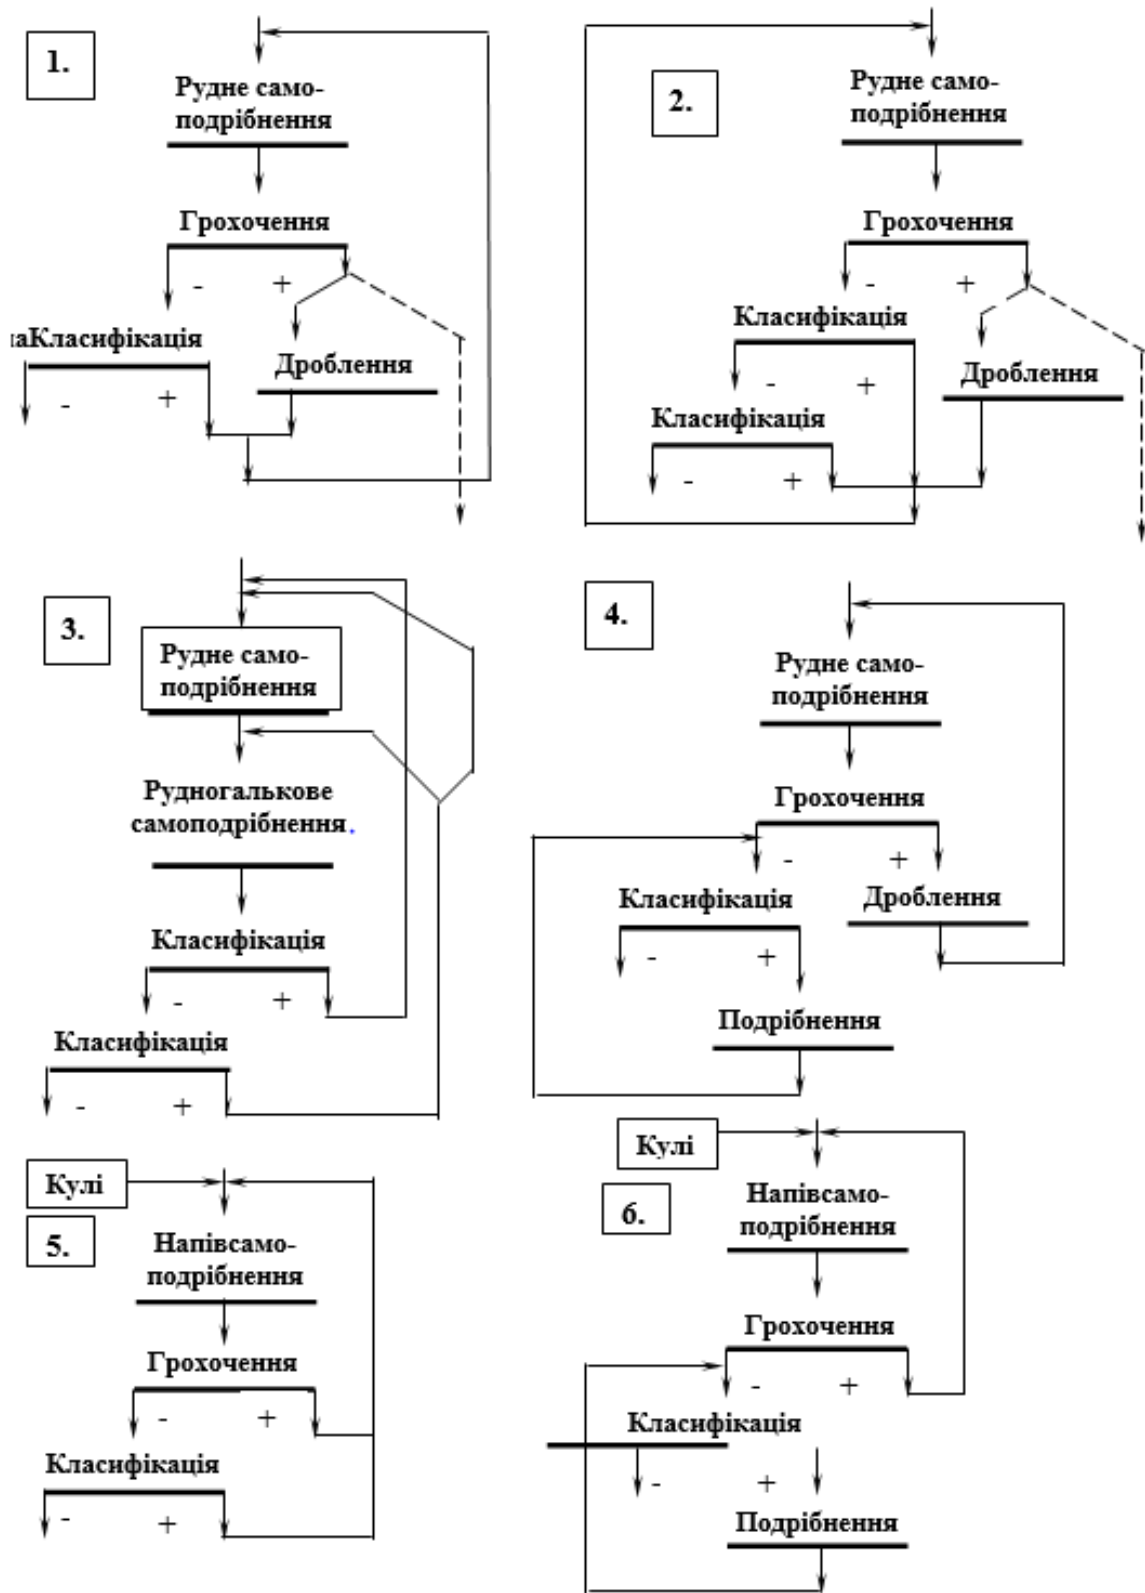 1.
Рудне само-
подрібнення
Грохочення
- +
Класифікація
Дроблення
- +
2.
Рудне само-
подрібнення
Грохочення
- +
Класифікація
Дроблення
- +
Класифікація
- +
3.
Рудне само-
подрібнення
Рудногалькове
самоподрібнення.
Класифікація
- +
Класифікація
- +
4.
Рудне само-
подрібнення
Грохочення
- +
Класифікація
Дроблення
- +
Подрібнення
Кулі
5.
Напівсамо-
подрібнення
Грохочення
- +
Класифікація
- +
Кулі
6.
Напівсамо-
подрібнення
Грохочення
- +
Класифікація
- +
Подрібнення